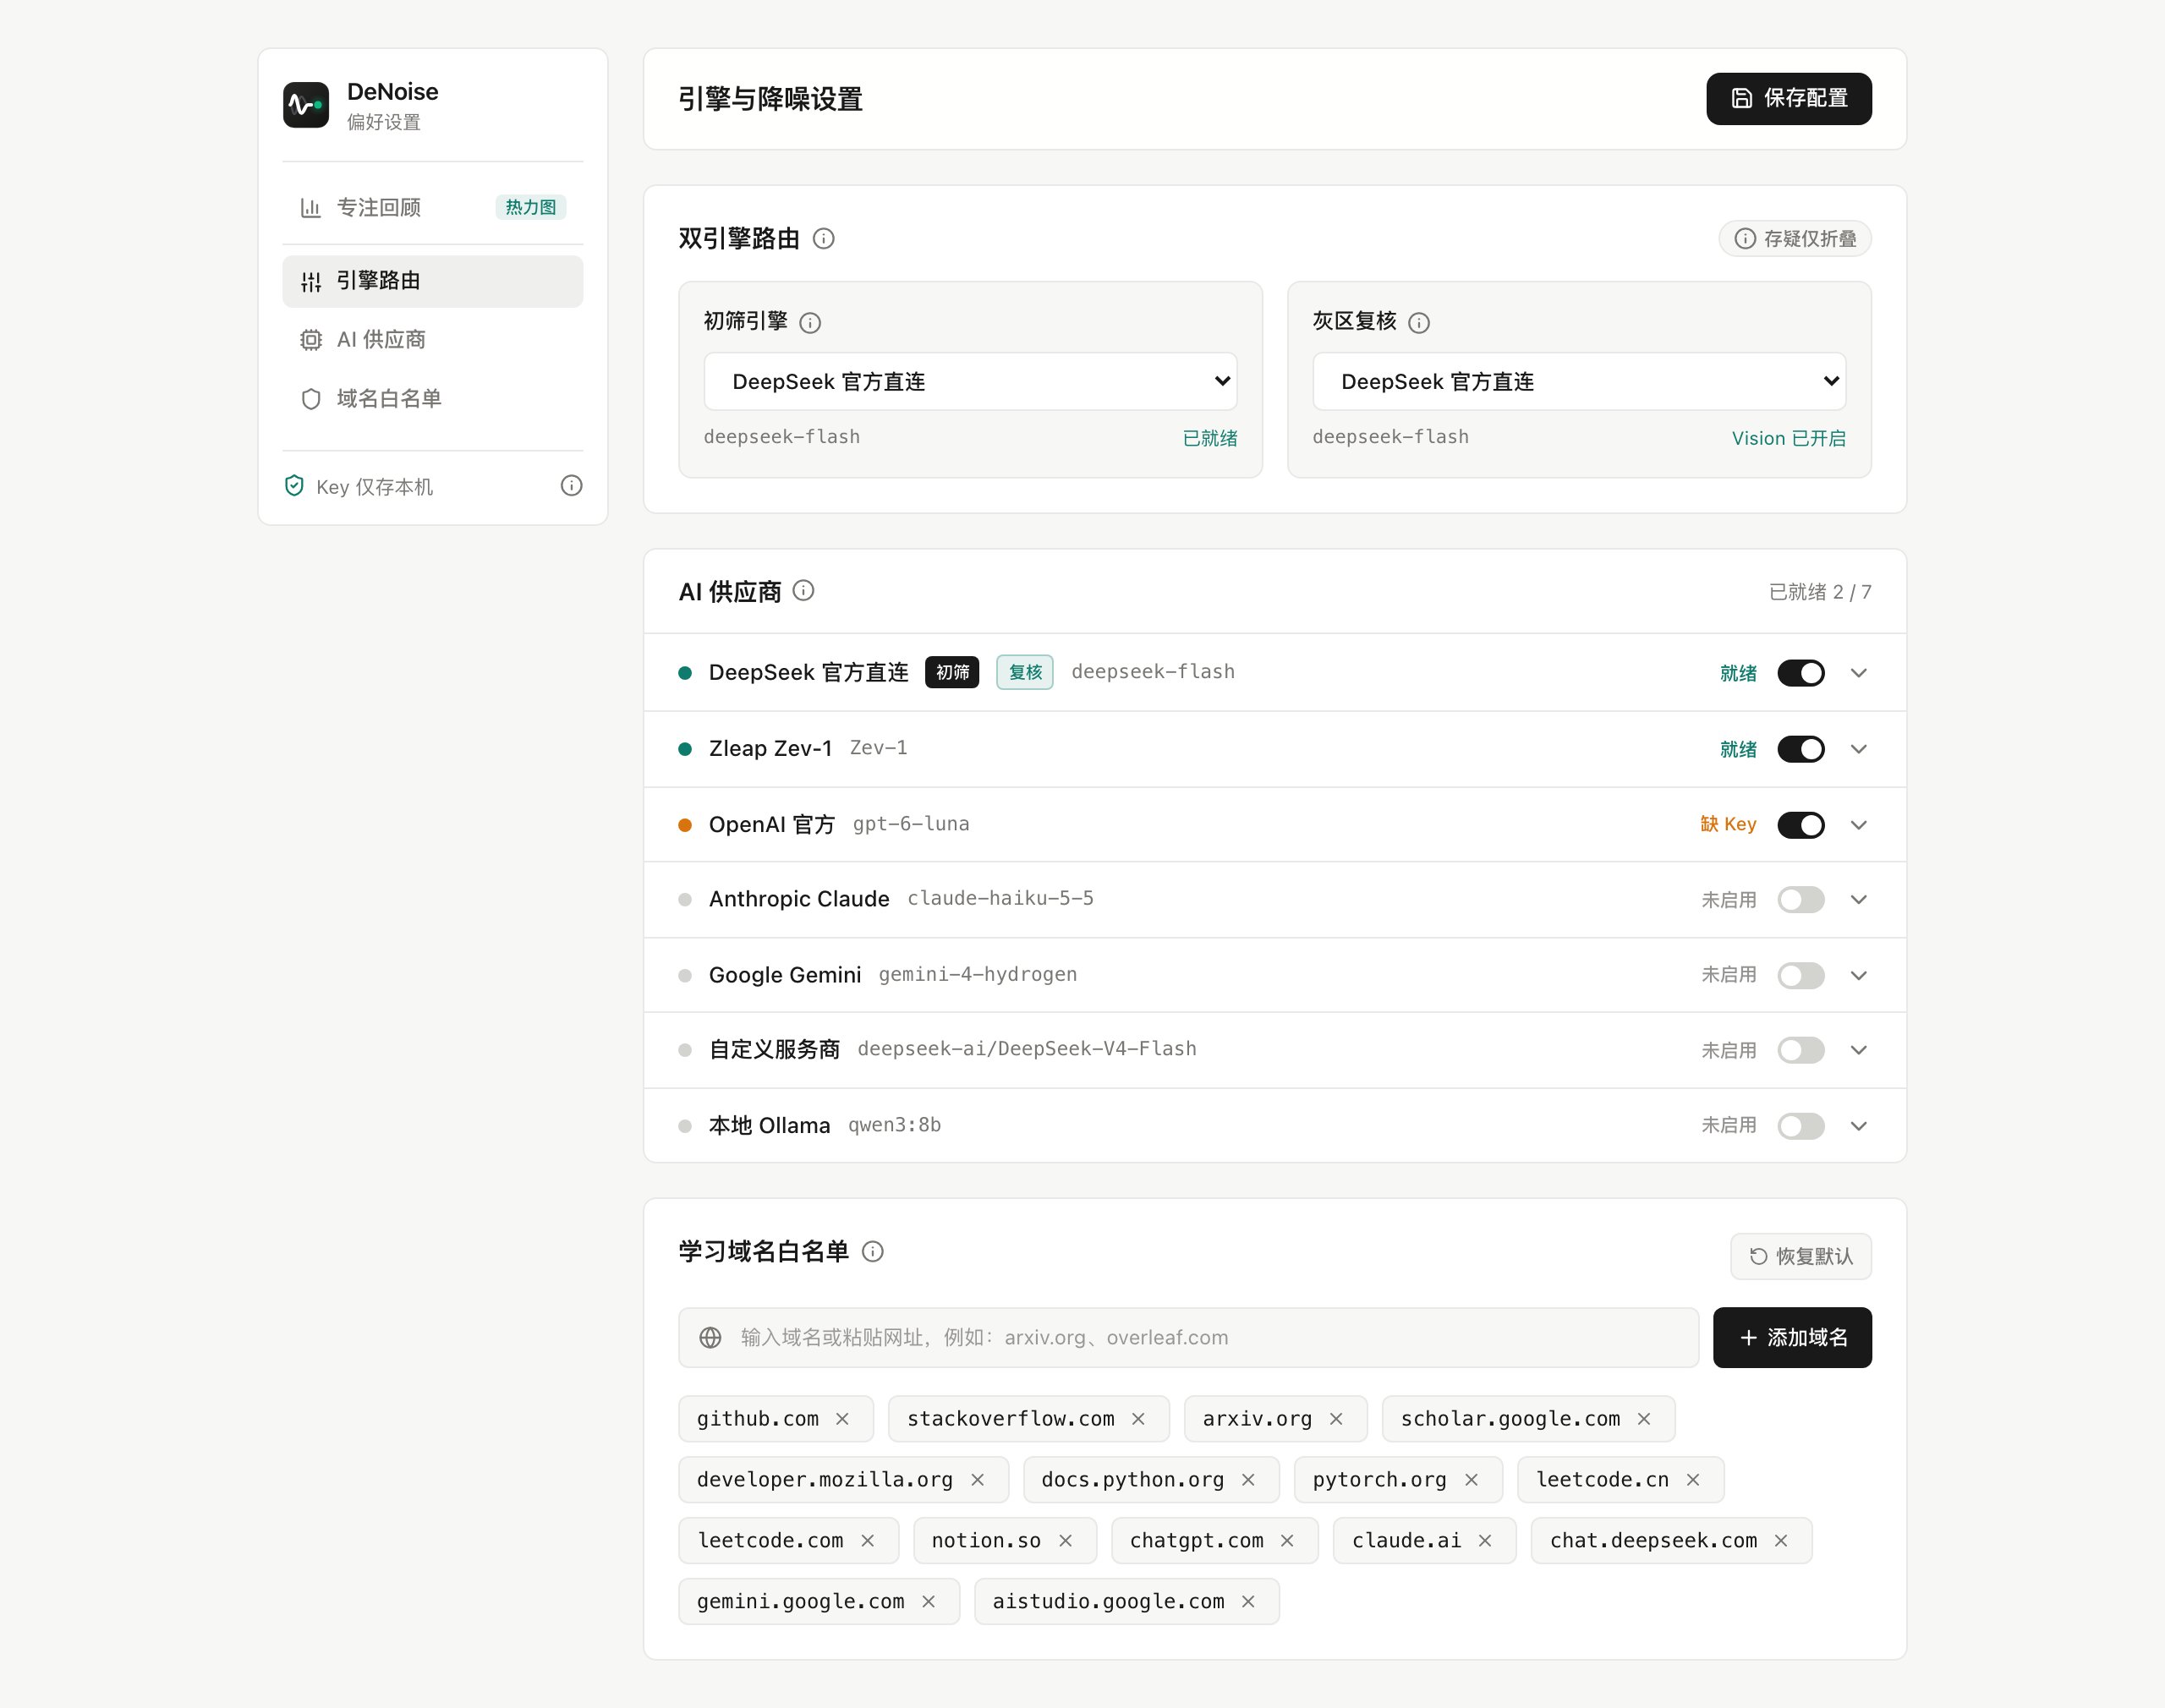 DeNoise
偏好设置
专注回顾 热力图
引擎路由
AI 供应商
域名白名单
Key 仅存本机
引擎与降噪设置
保存配置
双引擎路由
存疑仅折叠
初筛引擎
DeepSeek 官方直连
deepseek-flash 已就绪
灰区复核
DeepSeek 官方直连
deepseek-flash Vision 已开启
AI 供应商
已就绪 2 / 7
DeepSeek 官方直连 初筛 复核 deepseek-flash 就绪
Zleap Zev-1 Zev-1 就绪
OpenAI 官方 gpt-6-luna 缺 Key
Anthropic Claude claude-haiku-5-5 未启用
Google Gemini gemini-4-hydrogen 未启用
自定义服务商 deepseek-ai/DeepSeek-V4-Flash 未启用
本地 Ollama qwen3:8b 未启用
学习域名白名单
恢复默认
输入域名或粘贴网址，例如：arxiv.org、overleaf.com
添加域名
github.com stackoverflow.com arxiv.org scholar.google.com
developer.mozilla.org docs.python.org pytorch.org leetcode.cn
leetcode.com notion.so chatgpt.com claude.ai chat.deepseek.com
gemini.google.com aistudio.google.com